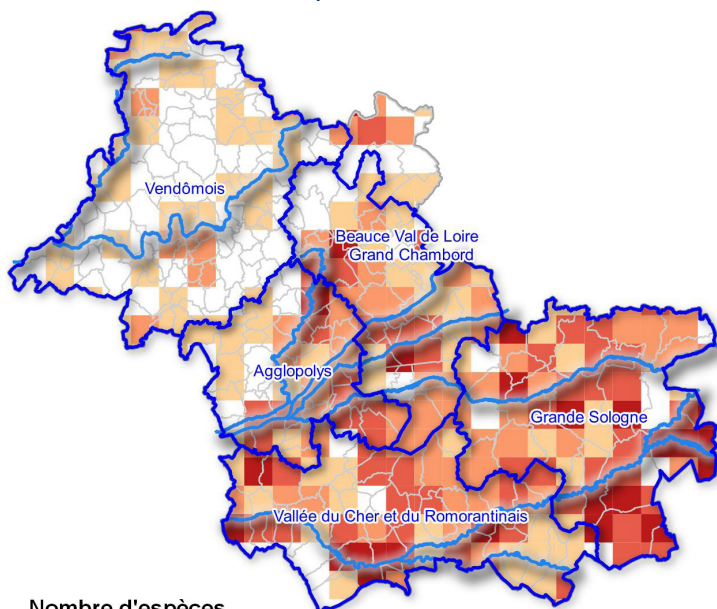 Vendômois
Beauce Val de Loire
Grand Chambord
Agglopolys
Grande Sologne
Vallée du Cher et du Romorantinais
Nombre d'espèces